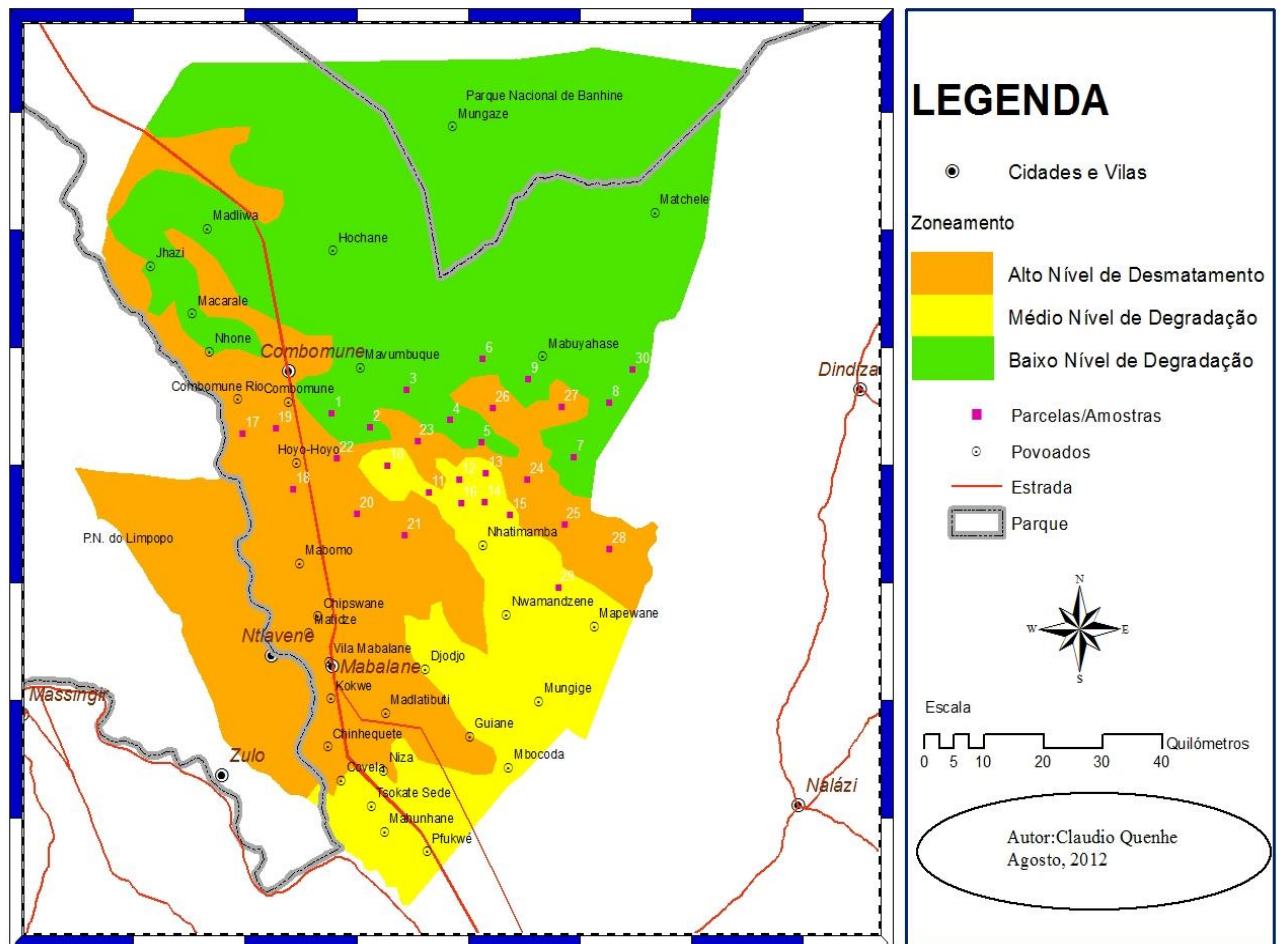 Parque Nacional de Banhine
Mungaze
Matchele
Madliwa
Hochane
Jhazi
Macarale
Nhone
Combomune
Mavumbuque
6
Mabuyahase
9
30
Dindiza
Combomune Rio
Combomune
3
26
27
8
1
2
4
17
19
23
5
Hoyo-Hoyo
22
10
7
12
13
24
18
11
16
14
20
15
21
25
P.N. do Limpopo
Nhatimamba
28
Mabomo
29
Chipswane
Nwamandzene
Mapewane
Matidze
Ntlavene
Vila Mabalane
Mabalane
Djodjo
Kokwe
Massingir
Madlatibuti
Mungige
Chinhequete
Guiane
Zulo
Niza
Mbocoda
Coyela
Tsokate Sede
Nalázi
Mahunhane
Pfukwé
LEGENDA
Cidades e Vilas
Zoneamento
Alto Nível de Desmatamento
Médio Nível de Degradação
Baixo Nível de Degradação
Parcelas/Amostras
Povoados
Estrada
Parque
N
W
E
S
Escala
Quilómetros
0 5 10 20 30 40
Autor:Claudio Quenhe
Agosto, 2012